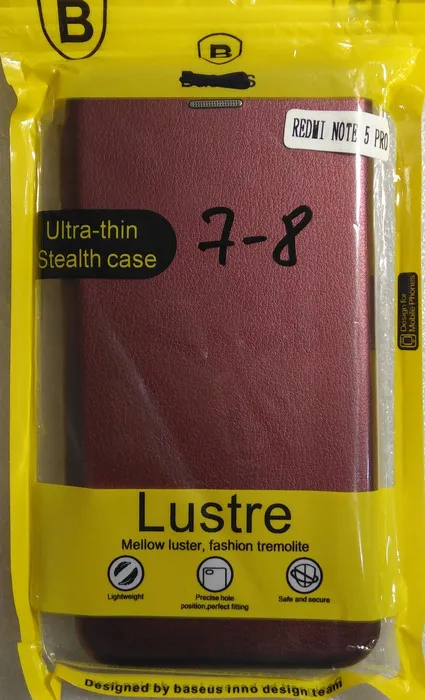 B
B
REDMI NOTE 5 PRO
Ultra-thin
Stealth case
7-8
Design for
Mobile Phones
Lustre
Mellow luster, fashion tremolite
Lightweight
Precise hole
position,perfect fitting
Safe and secure
Designed by baseus inno design team